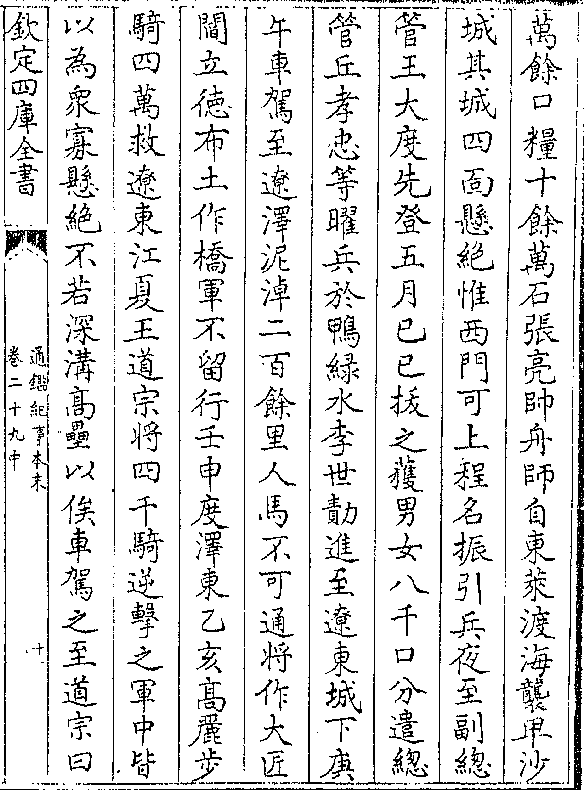 萬餘口糧十餘萬石張亮帥舟師自東萊渡海襲卑沙
城其城四面懸絶惟西門可上程名振引兵夜至副總
管王大度先登五月己巳拔之獲男女八千口分遣總
管丘孝忠等曜兵於鴨緑水李世勣進至遼東城下庚
午車駕至遼澤泥淖二百餘里人馬不可通將作大匠
閻立德布土作橋軍不留行壬申度澤東乙亥髙麗步
騎四萬救遼東江夏王道宗将四千騎逆擊之軍中皆
以為衆寡懸絶不若深溝髙壘以俟車駕之至道宗曰
欽定四庫全書
通鑑紀事本末
卷二十九中
十